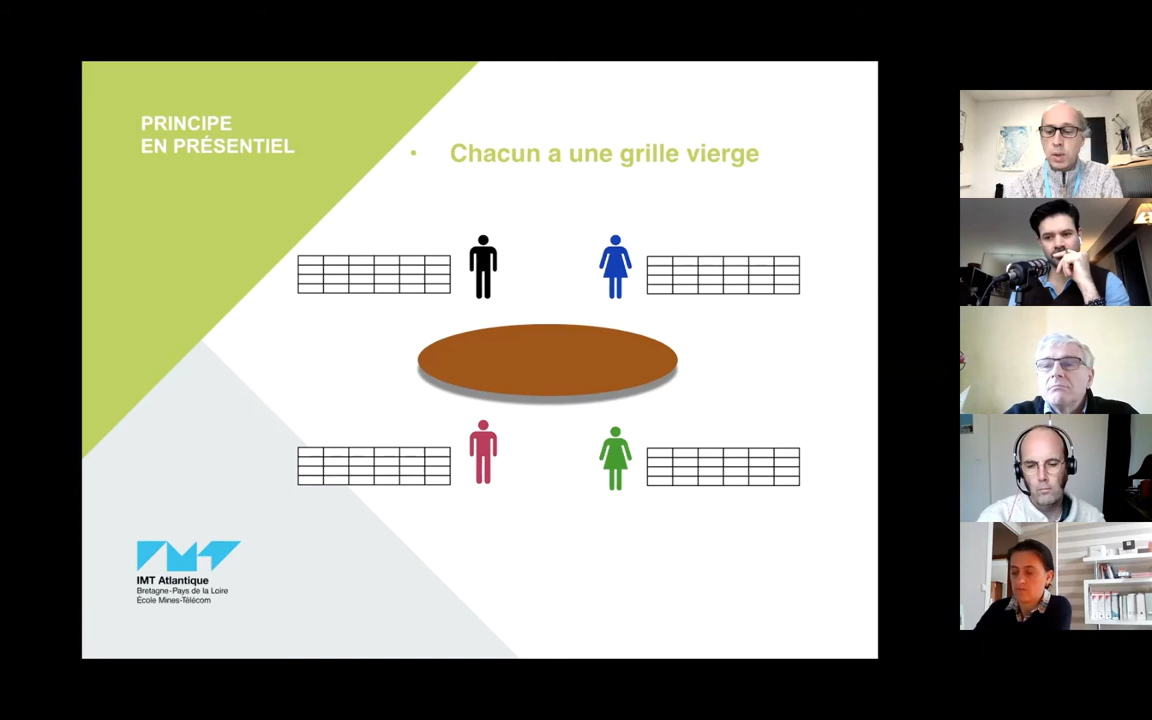 PRINCIPE
EN PRÉSENTIEL
• Chacun a une grille vierge
IMT Atlantique
Bretagne-Pays de la Loire
École Mines-Télécom